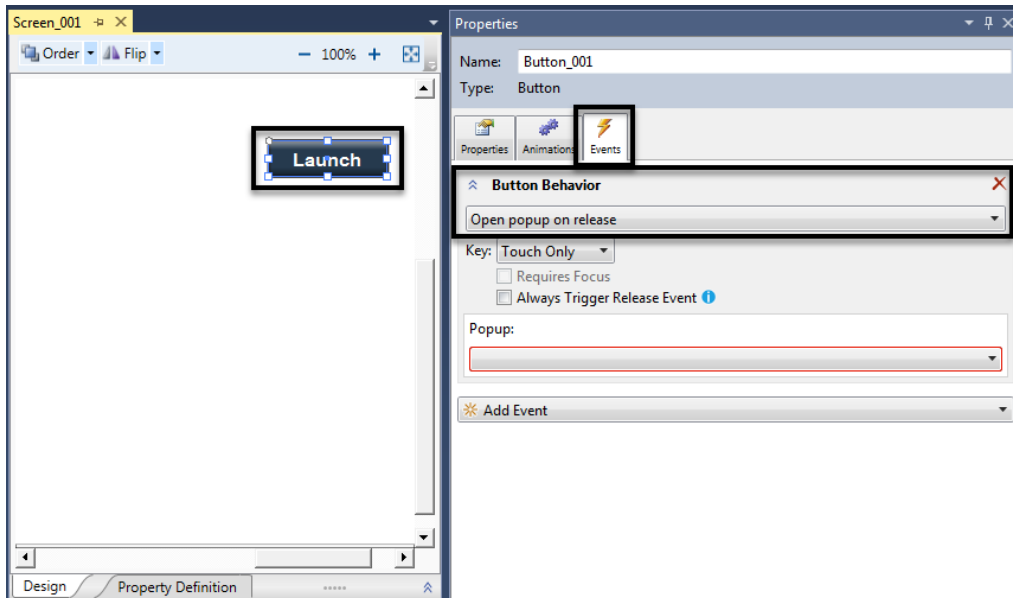 Screen_001
Order Flip - 100% +
Launch
Design Property Definition
Properties
Name: Button_001
Type: Button
Properties Animations Events
Button Behavior
Open popup on release
Key: Touch Only
Requires Focus
Always Trigger Release Event
Popup:
Add Event